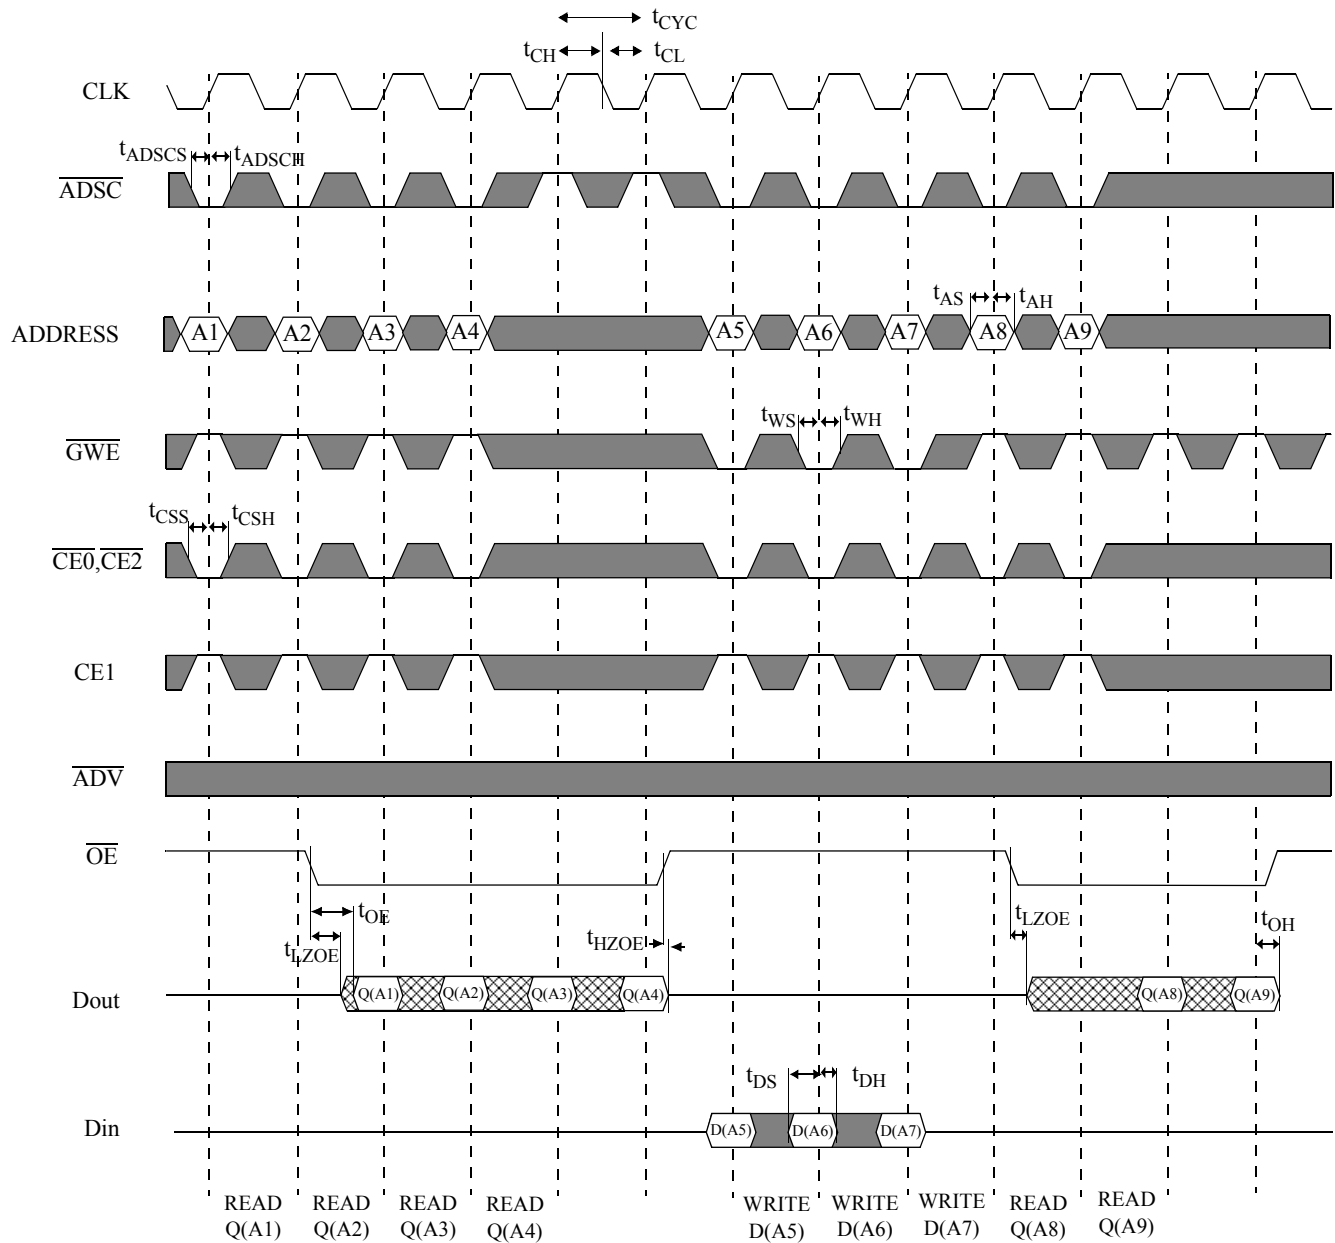 tCYC
tCH
tCL
CLK
tADSCS
tADSCH
ADSC
ADDRESS
A1
A2
A3
A4
A5
A6
A7
A8
A9
tAS
tAH
GWE
tWS
tWH
tCSS
tCSH
CE0,CE2
CE1
ADV
OE
tOE
tLZOE
tHZOE
tLZOE
tOH
Dout
Q(A1)
Q(A2)
Q(A3)
Q(A4)
Q(A8)
Q(A9)
tDS
tDH
Din
D(A5)
D(A6)
D(A7)
READ
Q(A1)
READ
Q(A2)
READ
Q(A3)
READ
Q(A4)
WRITE
D(A5)
WRITE
D(A6)
WRITE
D(A7)
READ
Q(A8)
READ
Q(A9)